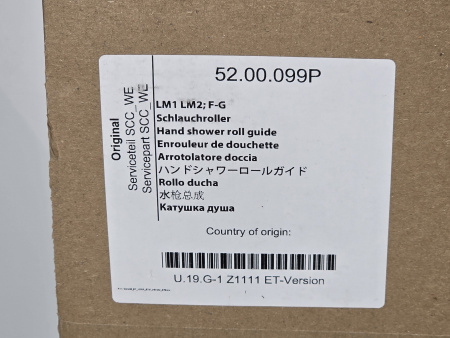 52.00.099P
Original
Serviceteil SCC_WE
Servicepart SCC_WE
LM1 LM2; F-G
Schlauchroller
Hand shower roll guide
Enrouleur de douchette
Arrotolatore doccia
ハンドシャワーロールガイド
Rollo ducha
水枪总成
Катушка душа
Country of origin:
U.19.G-1 Z1111 ET-Version